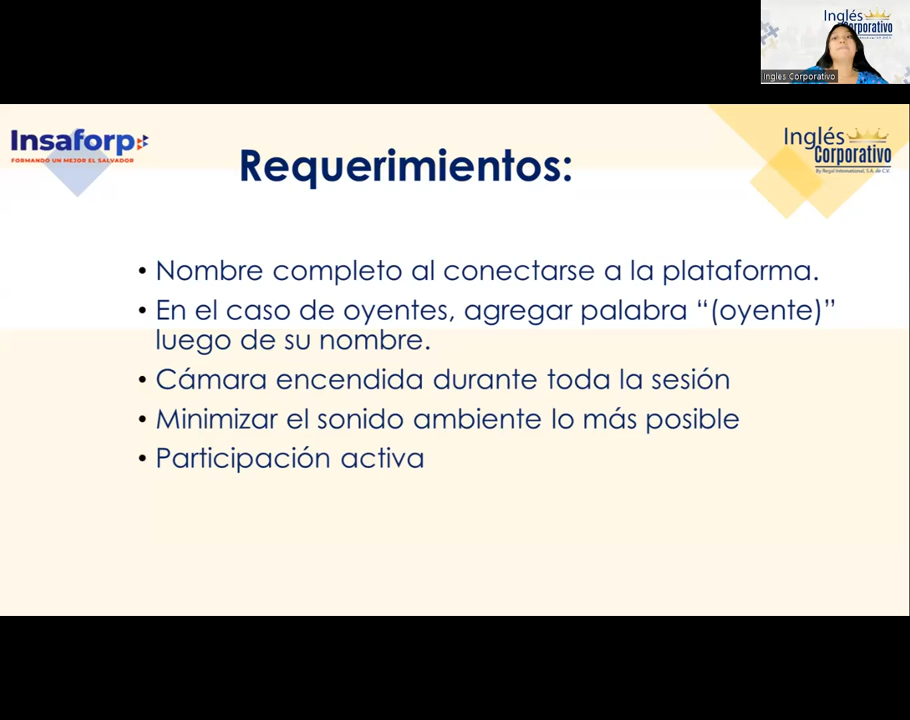 Inglés
Corporativo
Ingles Corporativo
Insaforp
FORMANDO UN MEJOR EL SALVADOR
Inglés
Corporativo
By Regal International, S.A. de C.V.
Requerimientos:
• Nombre completo al conectarse a la plataforma.
• En el caso de oyentes, agregar palabra “(oyente)”
luego de su nombre.
• Cámara encendida durante toda la sesión
• Minimizar el sonido ambiente lo más posible
• Participación activa